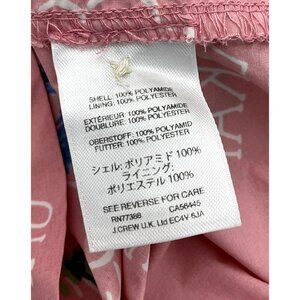 SHELL: 100% POLYAMIDE
LINING: 100% POLYESTER
EXTÉRIEUR: 100% POLYAMIDE
DOUBLURE: 100% POLYESTER
OBERSTOFF: 100% POLYAMID
FUTTER: 100% POLYESTER
シェル: ポリアミド 100%
ライニング:
ポリエステル 100%
SEE REVERSE FOR CARE
RN77388 CA56445
J.CREW U.K. Ltd EC4V 6JA